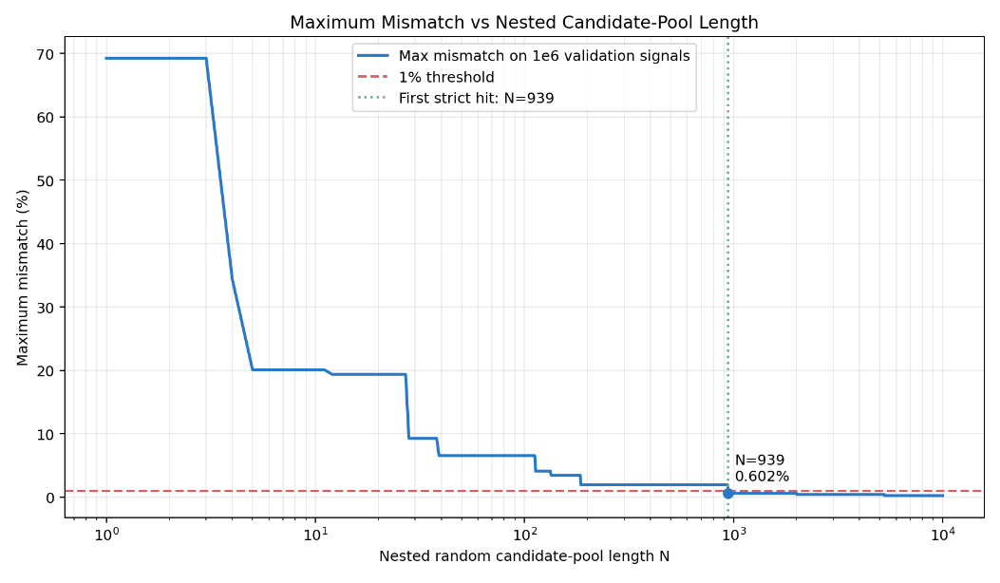 Maximum Mismatch vs Nested Candidate-Pool Length
Max mismatch on 1e6 validation signals
1% threshold
First strict hit: N=939
Maximum mismatch (%)
70
60
50
40
30
20
10
0
N=939
0.602%
10⁰
10¹
10²
10³
10⁴
Nested random candidate-pool length N